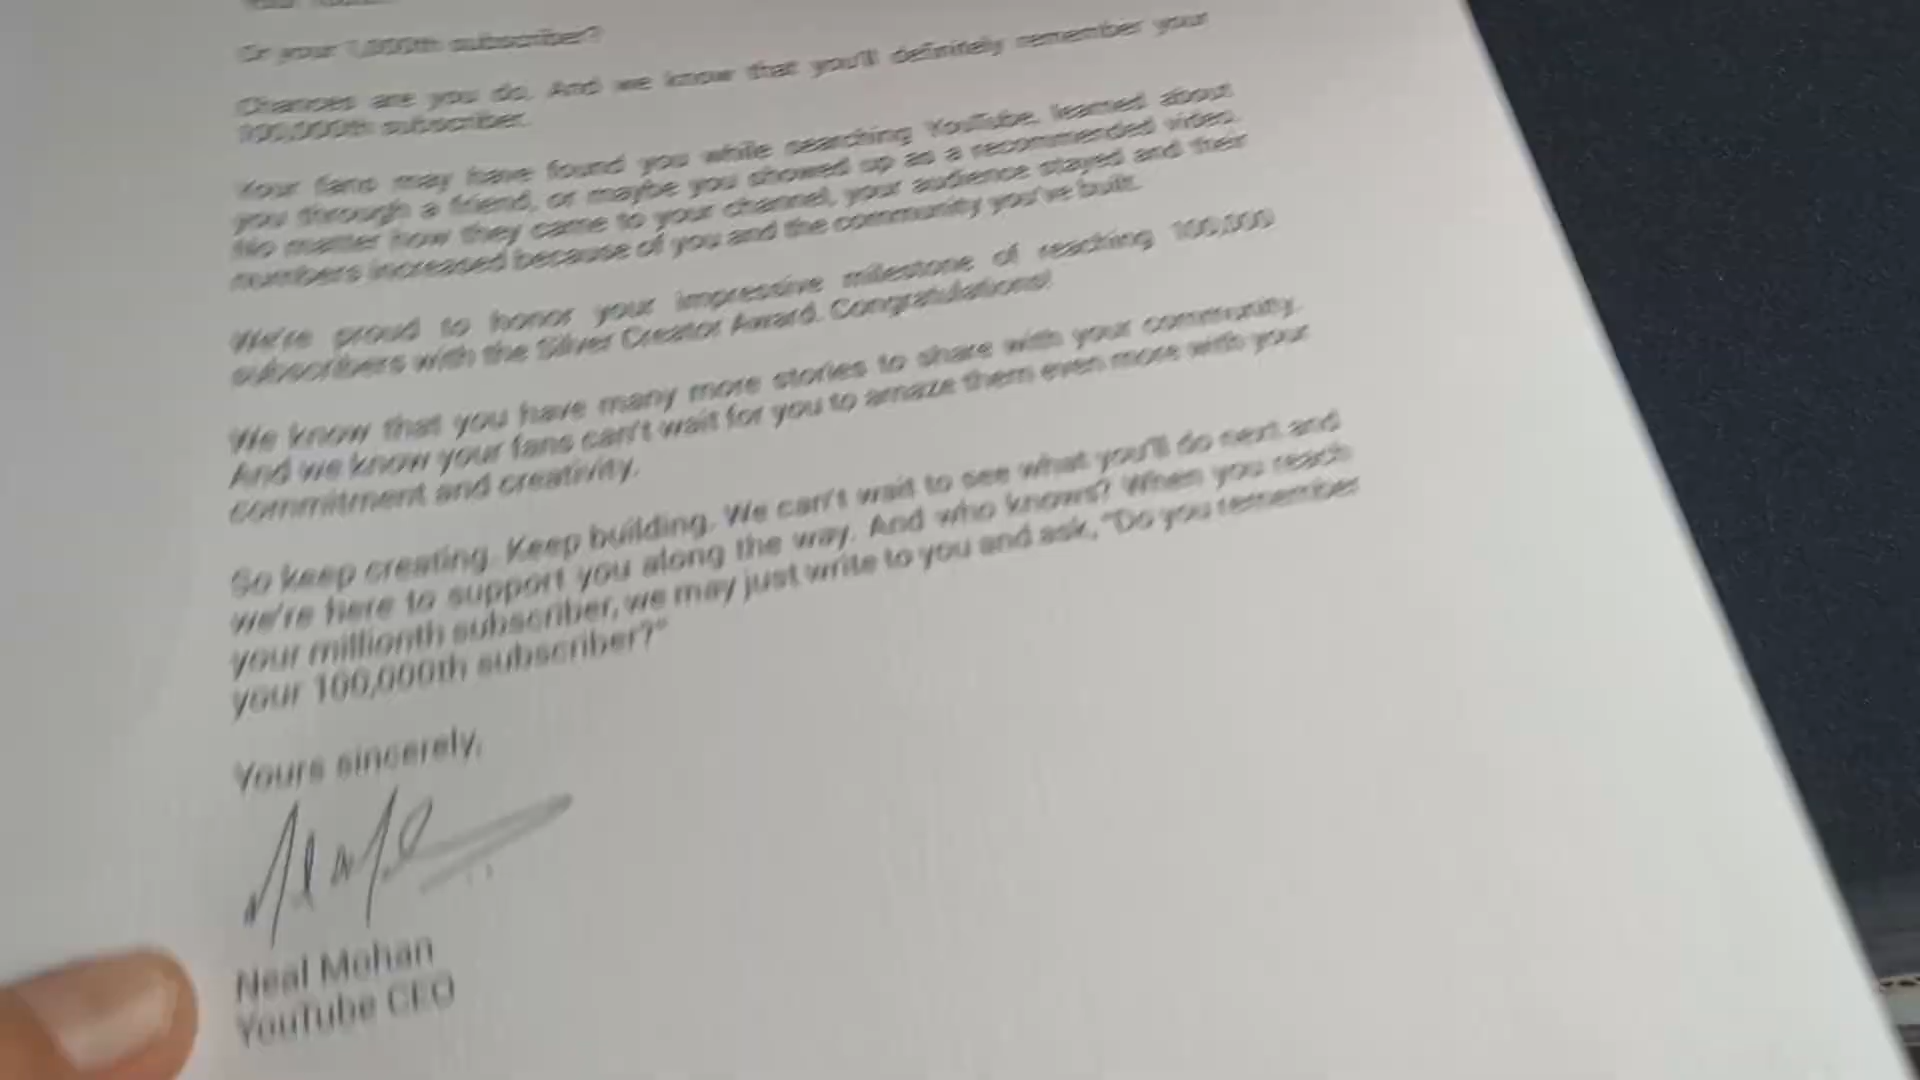 Or your 1,000th subscriber?
Chances are you do. And we know that you'll definitely remember your
100,000th subscriber.
Your fans may have found you while searching YouTube, learned about
you through a friend, or maybe you showed up as a recommended video.
No matter how they came to your channel, your audience stayed and their
numbers increased because of you and the community you've built.
We're proud to honor your impressive milestone of reaching 100,000
subscribers with the Silver Creator Award. Congratulations!
We know that you have many more stories to share with your community.
And we know your fans can't wait for you to amaze them even more with your
commitment and creativity.
So keep creating. Keep building. We can't wait to see what you'll do next and
we're here to support you along the way. And who knows? When you reach
your millionth subscriber, we may just write to you and ask, "Do you remember
your 100,000th subscriber?"
Yours sincerely,
Neal Mohan
YouTube CEO